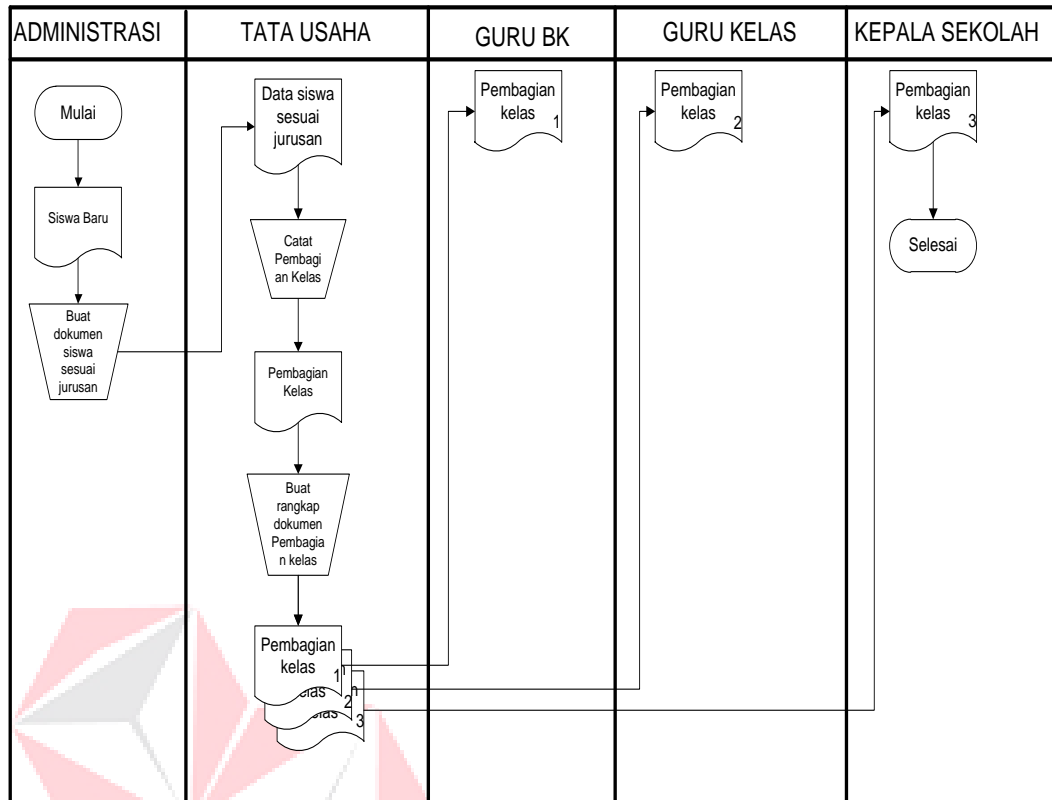 ADMINISTRASI
TATA USAHA
GURU BK
GURU KELAS
KEPALA SEKOLAH
Mulai
Siswa Baru
Buat
dokumen
siswa
sesuai
jurusan
Data siswa
sesuai
jurusan
Catat
Pembagi
an Kelas
Pembagian
Kelas
Buat
rangkap
dokumen
Pembagia
n kelas
Pembagian
kelas
1
2
3
Pembagian
kelas
1
Pembagian
kelas
2
Pembagian
kelas
3
Selesai